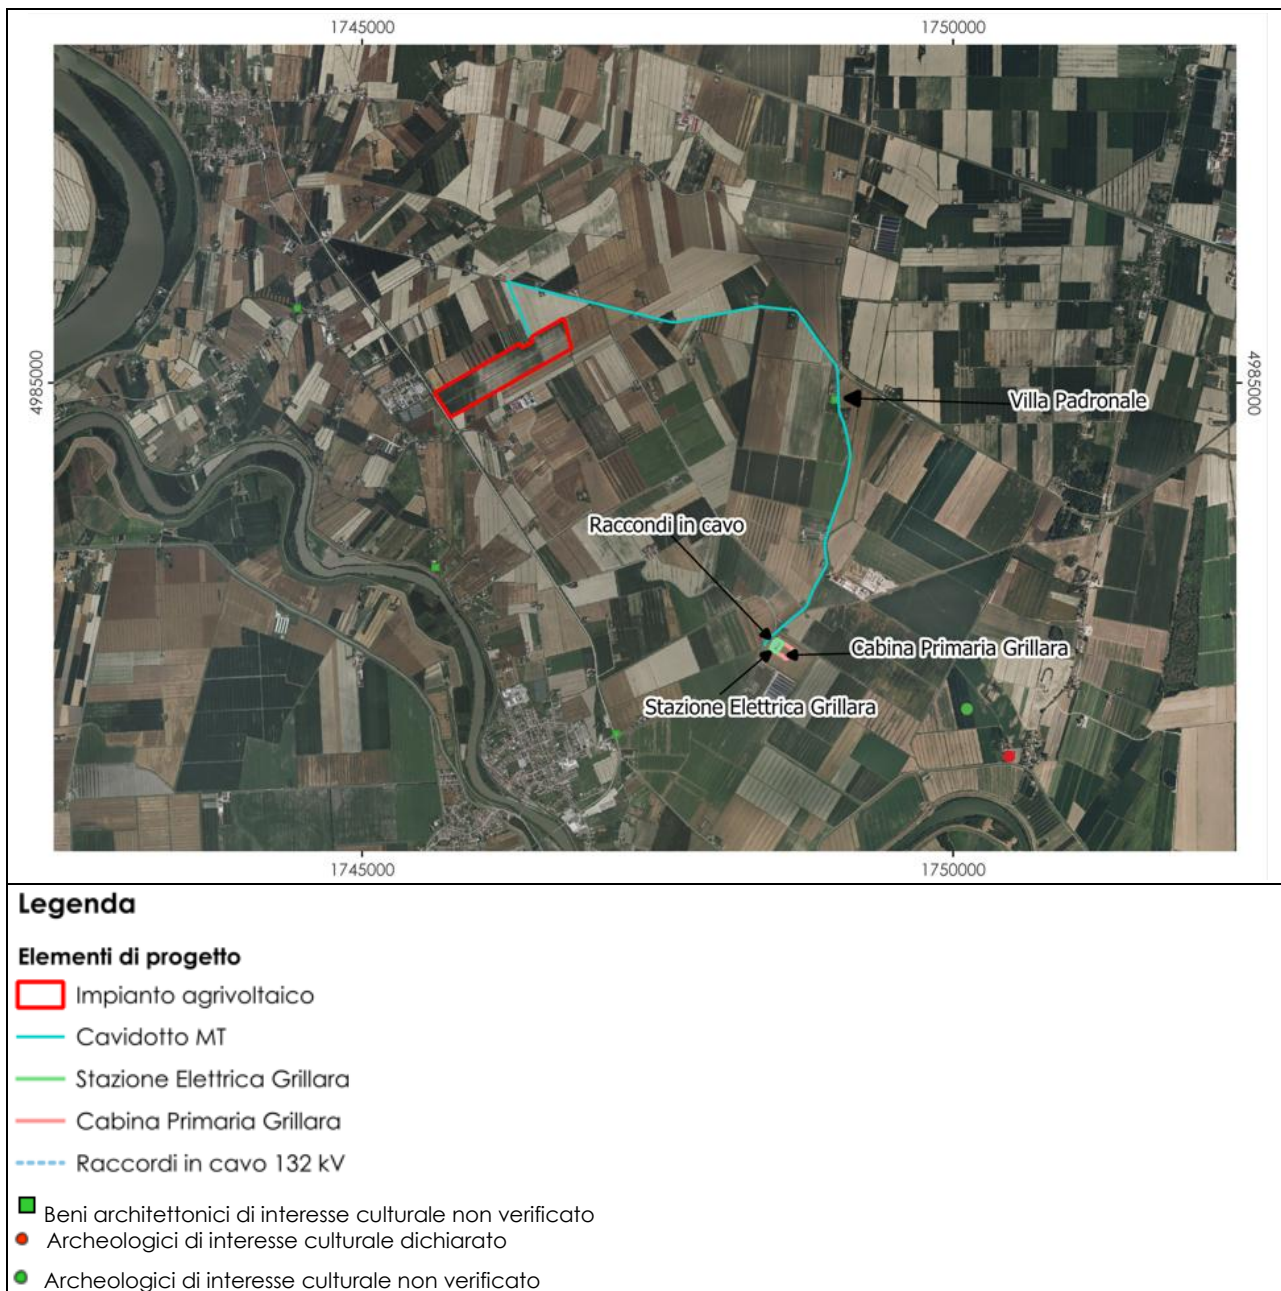 1745000
1750000
4985000
4985000
Villa Padronale
Raccondi in cavo
Cabina Primaria Grillara
Stazione Elettrica Grillara
1745000
1750000
Legenda
Elementi di progetto
Impianto agrivoltaico
Cavidotto MT
Stazione Elettrica Grillara
Cabina Primaria Grillara
Raccordi in cavo 132 kV
Beni architettonici di interesse culturale non verificato
Archeologici di interesse culturale dichiarato
Archeologici di interesse culturale non verificato